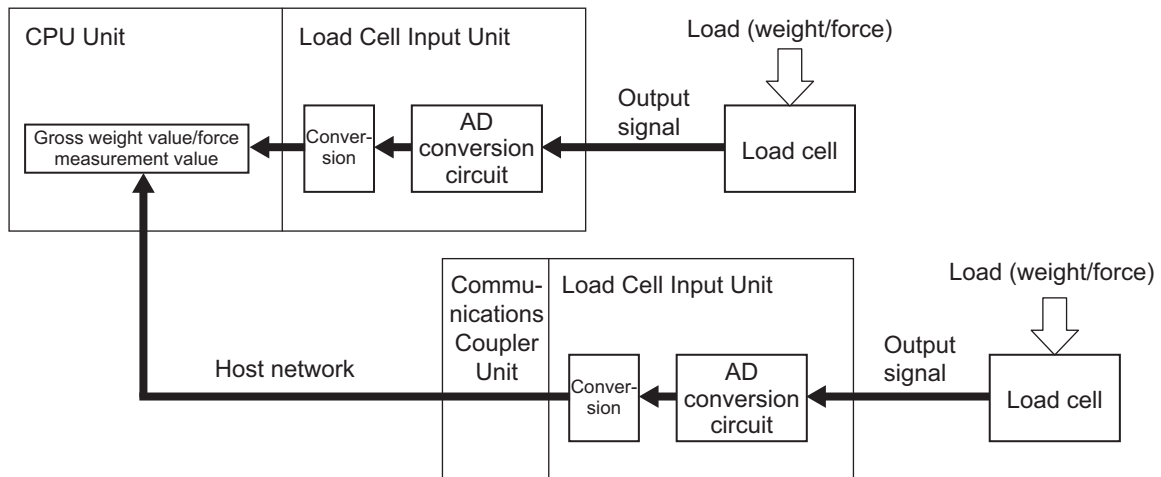 CPU Unit
Load Cell Input Unit
Load (weight/force)
Gross weight value/force
measurement value
Conver-
sion
AD
conversion
circuit
Output
signal
Load cell
Commu-
nications
Coupler
Unit
Load Cell Input Unit
Load (weight/force)
Host network
Conver-
sion
AD
conversion
circuit
Output
signal
Load cell